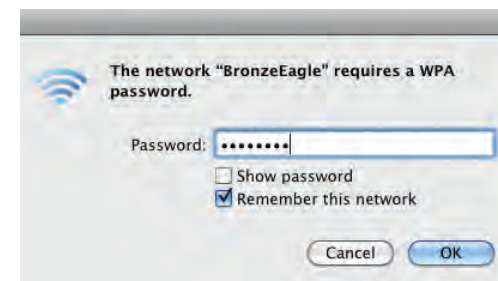 The network “BronzeEagle” requires a WPA
password.
Password: ••••••••
Show password
Remember this network
Cancel OK